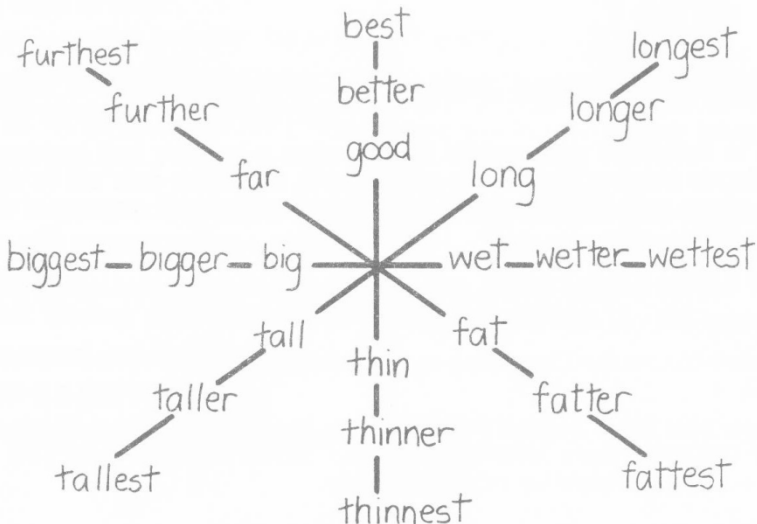 best
better
good
longest
longer
long
wet wetter wettest
fat
fatter
fattest
thin
thinner
thinnest
tall
taller
tallest
big bigger biggest
far
further
furthest